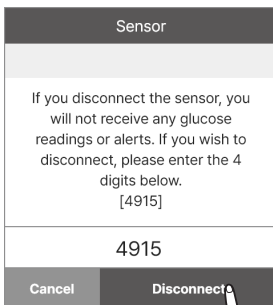 Sensor
If you disconnect the sensor, you
will not receive any glucose
readings or alerts. If you wish to
disconnect, please enter the 4
digits below.
[4915]
4915
Cancel Disconnect